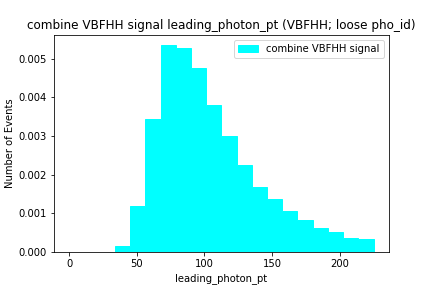 combine VBFHH signal leading_photon_pt (VBFHH; loose pho_id)
combine VBFHH signal
Number of Events
0.005
0.004
0.003
0.002
0.001
0.000
0 50 100 150 200
leading_photon_pt